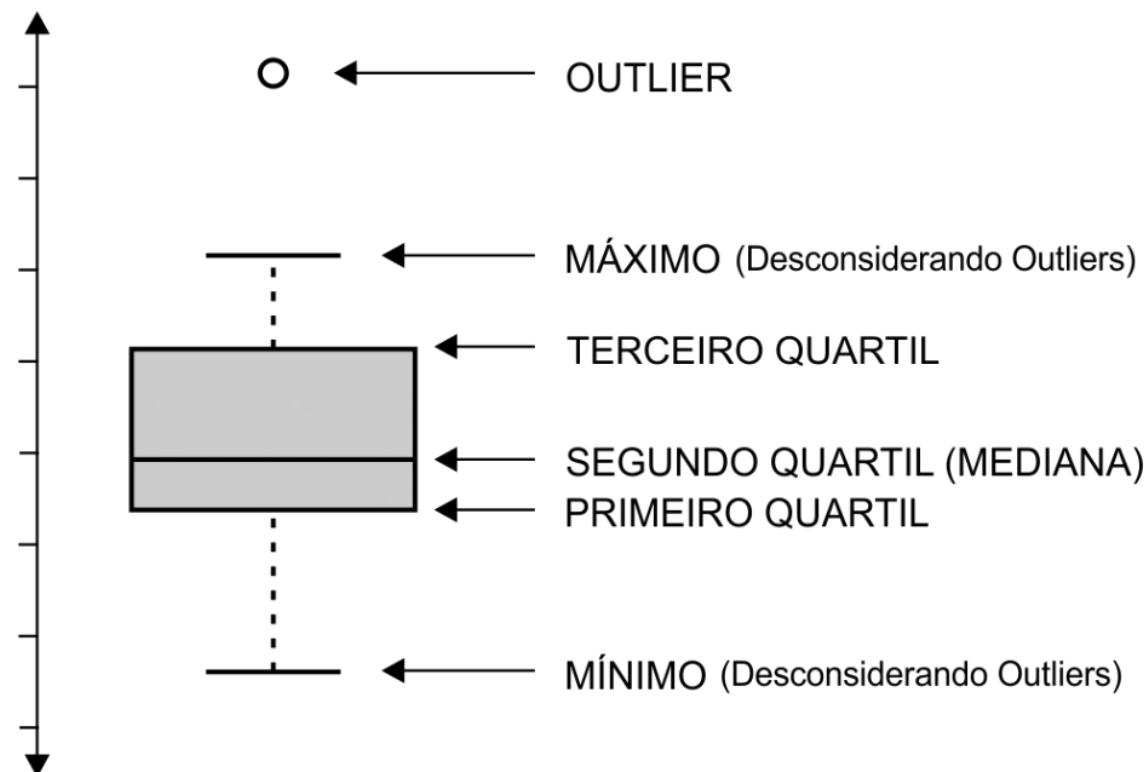 OUTLIER
MÁXIMO (Desconsiderando Outliers)
TERCEIRO QUARTIL
SEGUNDO QUARTIL (MEDIANA)
PRIMEIRO QUARTIL
MÍNIMO (Desconsiderando Outliers)